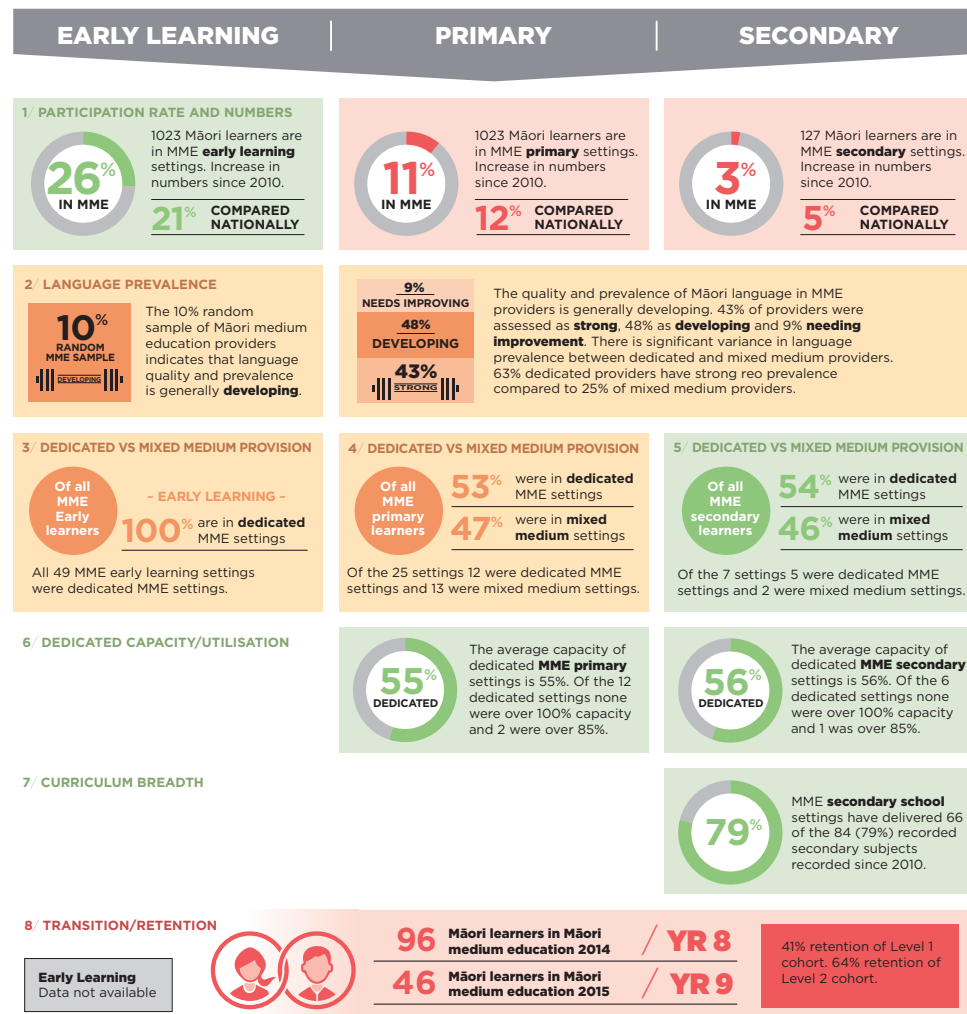 EARLY LEARNING
PRIMARY
SECONDARY
1/ PARTICIPATION RATE AND NUMBERS
26%
IN MME
1023 Māori learners are
in MME early learning
settings. Increase in
numbers since 2010.
21% COMPARED
NATIONALLY
11%
IN MME
1023 Māori learners are
in MME primary settings.
Increase in numbers
since 2010.
12% COMPARED
NATIONALLY
3%
IN MME
127 Māori learners are in
MME secondary settings.
Increase in numbers
since 2010.
5% COMPARED
NATIONALLY
2/ LANGUAGE PREVALENCE
10%
RANDOM
MME SAMPLE
DEVELOPING
The 10% random
sample of Māori medium
education providers
indicates that language
quality and prevalence
is generally developing.
9%
NEEDS IMPROVING
48%
DEVELOPING
43%
STRONG
The quality and prevalence of Māori language in MME
providers is generally developing. 43% of providers were
assessed as strong, 48% as developing and 9% needing
improvement. There is significant variance in language
prevalence between dedicated and mixed medium providers.
63% dedicated providers have strong reo prevalence
compared to 25% of mixed medium providers.
3/ DEDICATED VS MIXED MEDIUM PROVISION
Of all
MME
Early
learners
~ EARLY LEARNING ~
100% are in dedicated
MME settings
All 49 MME early learning settings
were dedicated MME settings.
4/ DEDICATED VS MIXED MEDIUM PROVISION
Of all
MME
primary
learners
53% were in dedicated
MME settings
47% were in mixed
medium settings
Of the 25 settings 12 were dedicated MME
settings and 13 were mixed medium settings.
5/ DEDICATED VS MIXED MEDIUM PROVISION
Of all
MME
secondary
learners
54% were in dedicated
MME settings
46% were in mixed
medium settings
Of the 7 settings 5 were dedicated MME
settings and 2 were mixed medium settings.
6/ DEDICATED CAPACITY/UTILISATION
55%
DEDICATED
The average capacity of
dedicated MME primary
settings is 55%. Of the 12
dedicated settings none
were over 100% capacity
and 2 were over 85%.
56%
DEDICATED
The average capacity of
dedicated MME secondary
settings is 56%. Of the 6
dedicated settings none
were over 100% capacity
and 1 was over 85%.
7/ CURRICULUM BREADTH
79%
MME secondary school
settings have delivered 66
of the 84 (79%) recorded
secondary subjects
recorded since 2010.
8/ TRANSITION/RETENTION
Early Learning
Data not available
96 Māori learners in Māori
medium education 2014 / YR 8
46 Māori learners in Māori
medium education 2015 / YR 9
41% retention of Level 1
cohort. 64% retention of
Level 2 cohort.